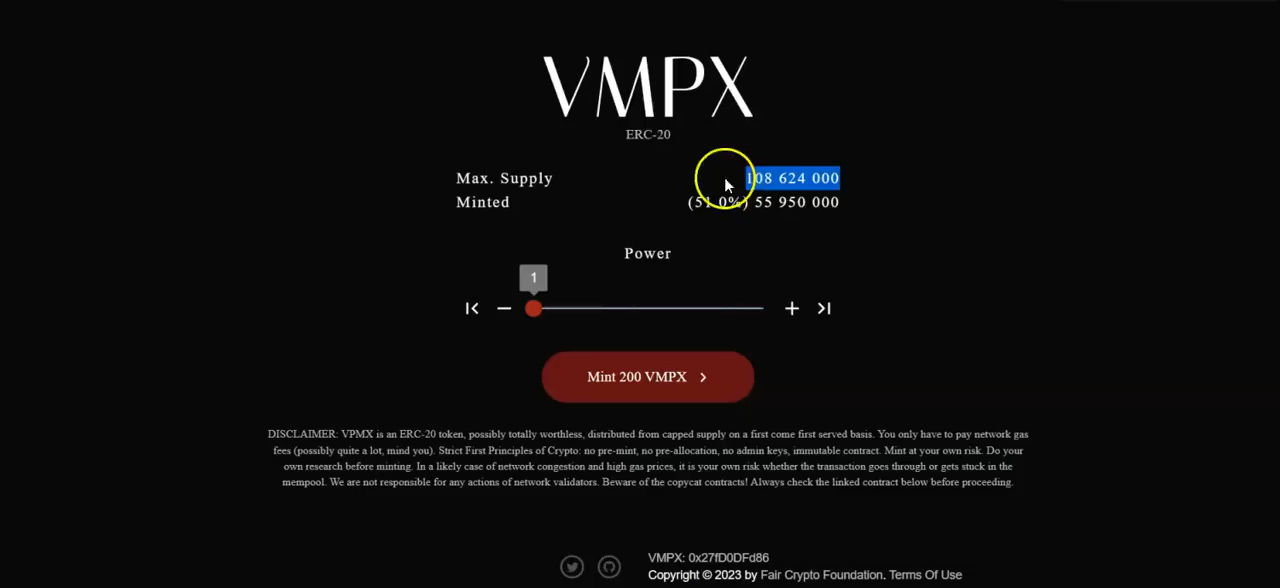 VMPX
ERC-20
Max. Supply 108 624 000
Minted (51.0%) 55 950 000
Power
1
Mint 200 VMPX
DISCLAIMER: VPMX is an ERC-20 token, possibly totally worthless, distributed from capped supply on a first come first served basis. You only have to pay network gas
fees (possibly quite a lot, mind you). Strict First Principles of Crypto: no pre-mint, no pre-allocation, no admin keys, immutable contract. Mint at your own risk. Do your
own research before minting. In a likely case of network congestion and high gas prices, it is your own risk whether the transaction goes through or gets stuck in the
mempool. We are not responsible for any actions of network validators. Beware of the copycat contracts! Always check the linked contract below before proceeding.
VMPX: 0x27fD0DFd86
Copyright © 2023 by Fair Crypto Foundation. Terms Of Use